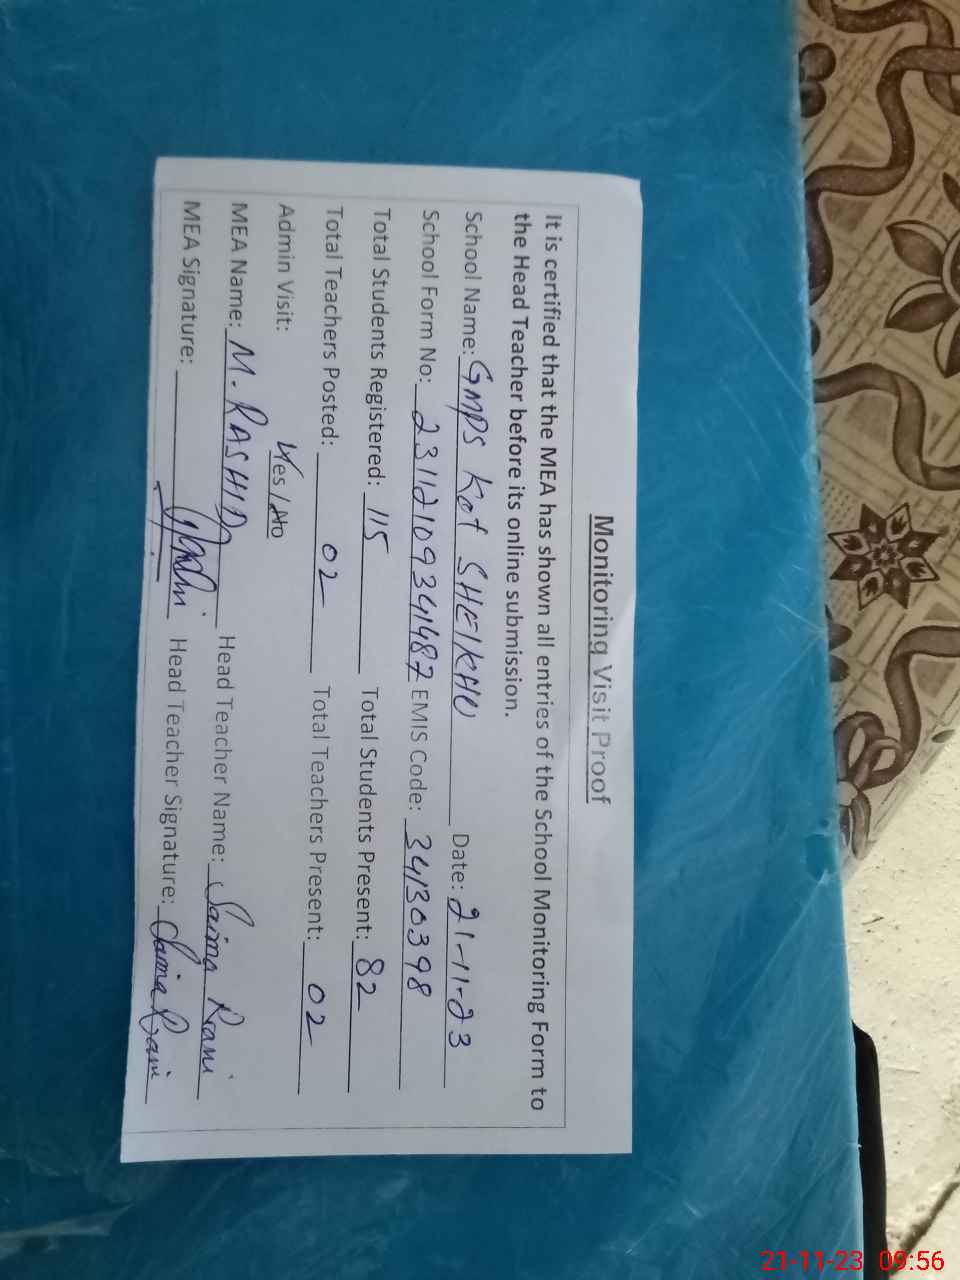 Monitoring Visit Proof
It is certified that the MEA has shown all entries of the School Monitoring Form to
the Head Teacher before its online submission.
School Name: GMPS Kot SHEIKHU Date: 21-11-23
School Form No: 23112109341487 EMIS Code: 34130398
Total Students Registered: 115 Total Students Present: 82
Total Teachers Posted: 02 Total Teachers Present: 02
Admin Visit: Yes / No
MEA Name: M. RASHID Head Teacher Name: Saima Rani
MEA Signature: Head Teacher Signature: Saima Rani
21-11-23 09:56